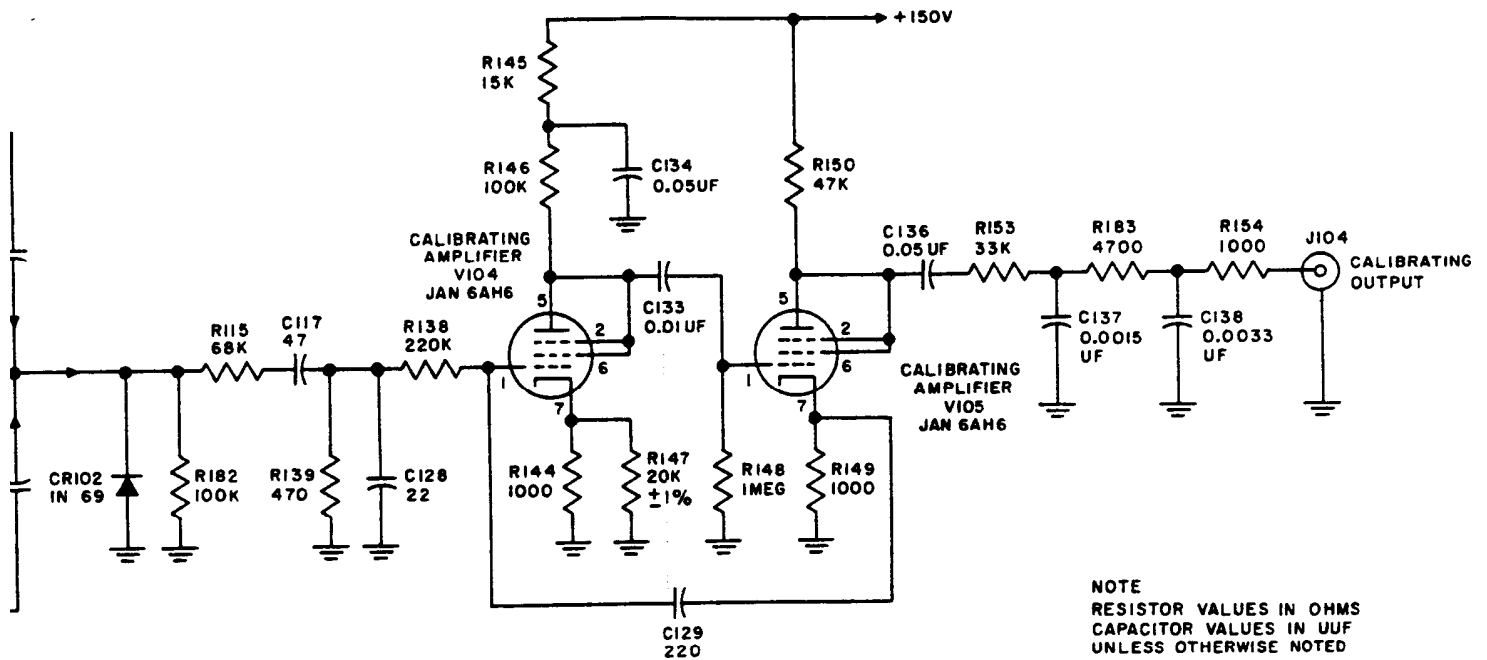 +150V
R145
15K
R146
100K
C134
0.05UF
R150
47K
CALIBRATING
AMPLIFIER
V104
JAN 6AH6
5
2
6
1
7
C133
0.01UF
C136
0.05UF
R153
33K
R183
4700
R154
1000
J104
CALIBRATING
OUTPUT
5
2
6
1
7
C137
0.0015
UF
C138
0.0033
UF
CALIBRATING
AMPLIFIER
V105
JAN 6AH6
R115
68K
C117
47
R138
220K
CR102
IN 69
R182
100K
R139
470
C128
22
R144
1000
R147
20K
±1%
R148
1MEG
R149
1000
C129
220
NOTE
RESISTOR VALUES IN OHMS
CAPACITOR VALUES IN UUF
UNLESS OTHERWISE NOTED